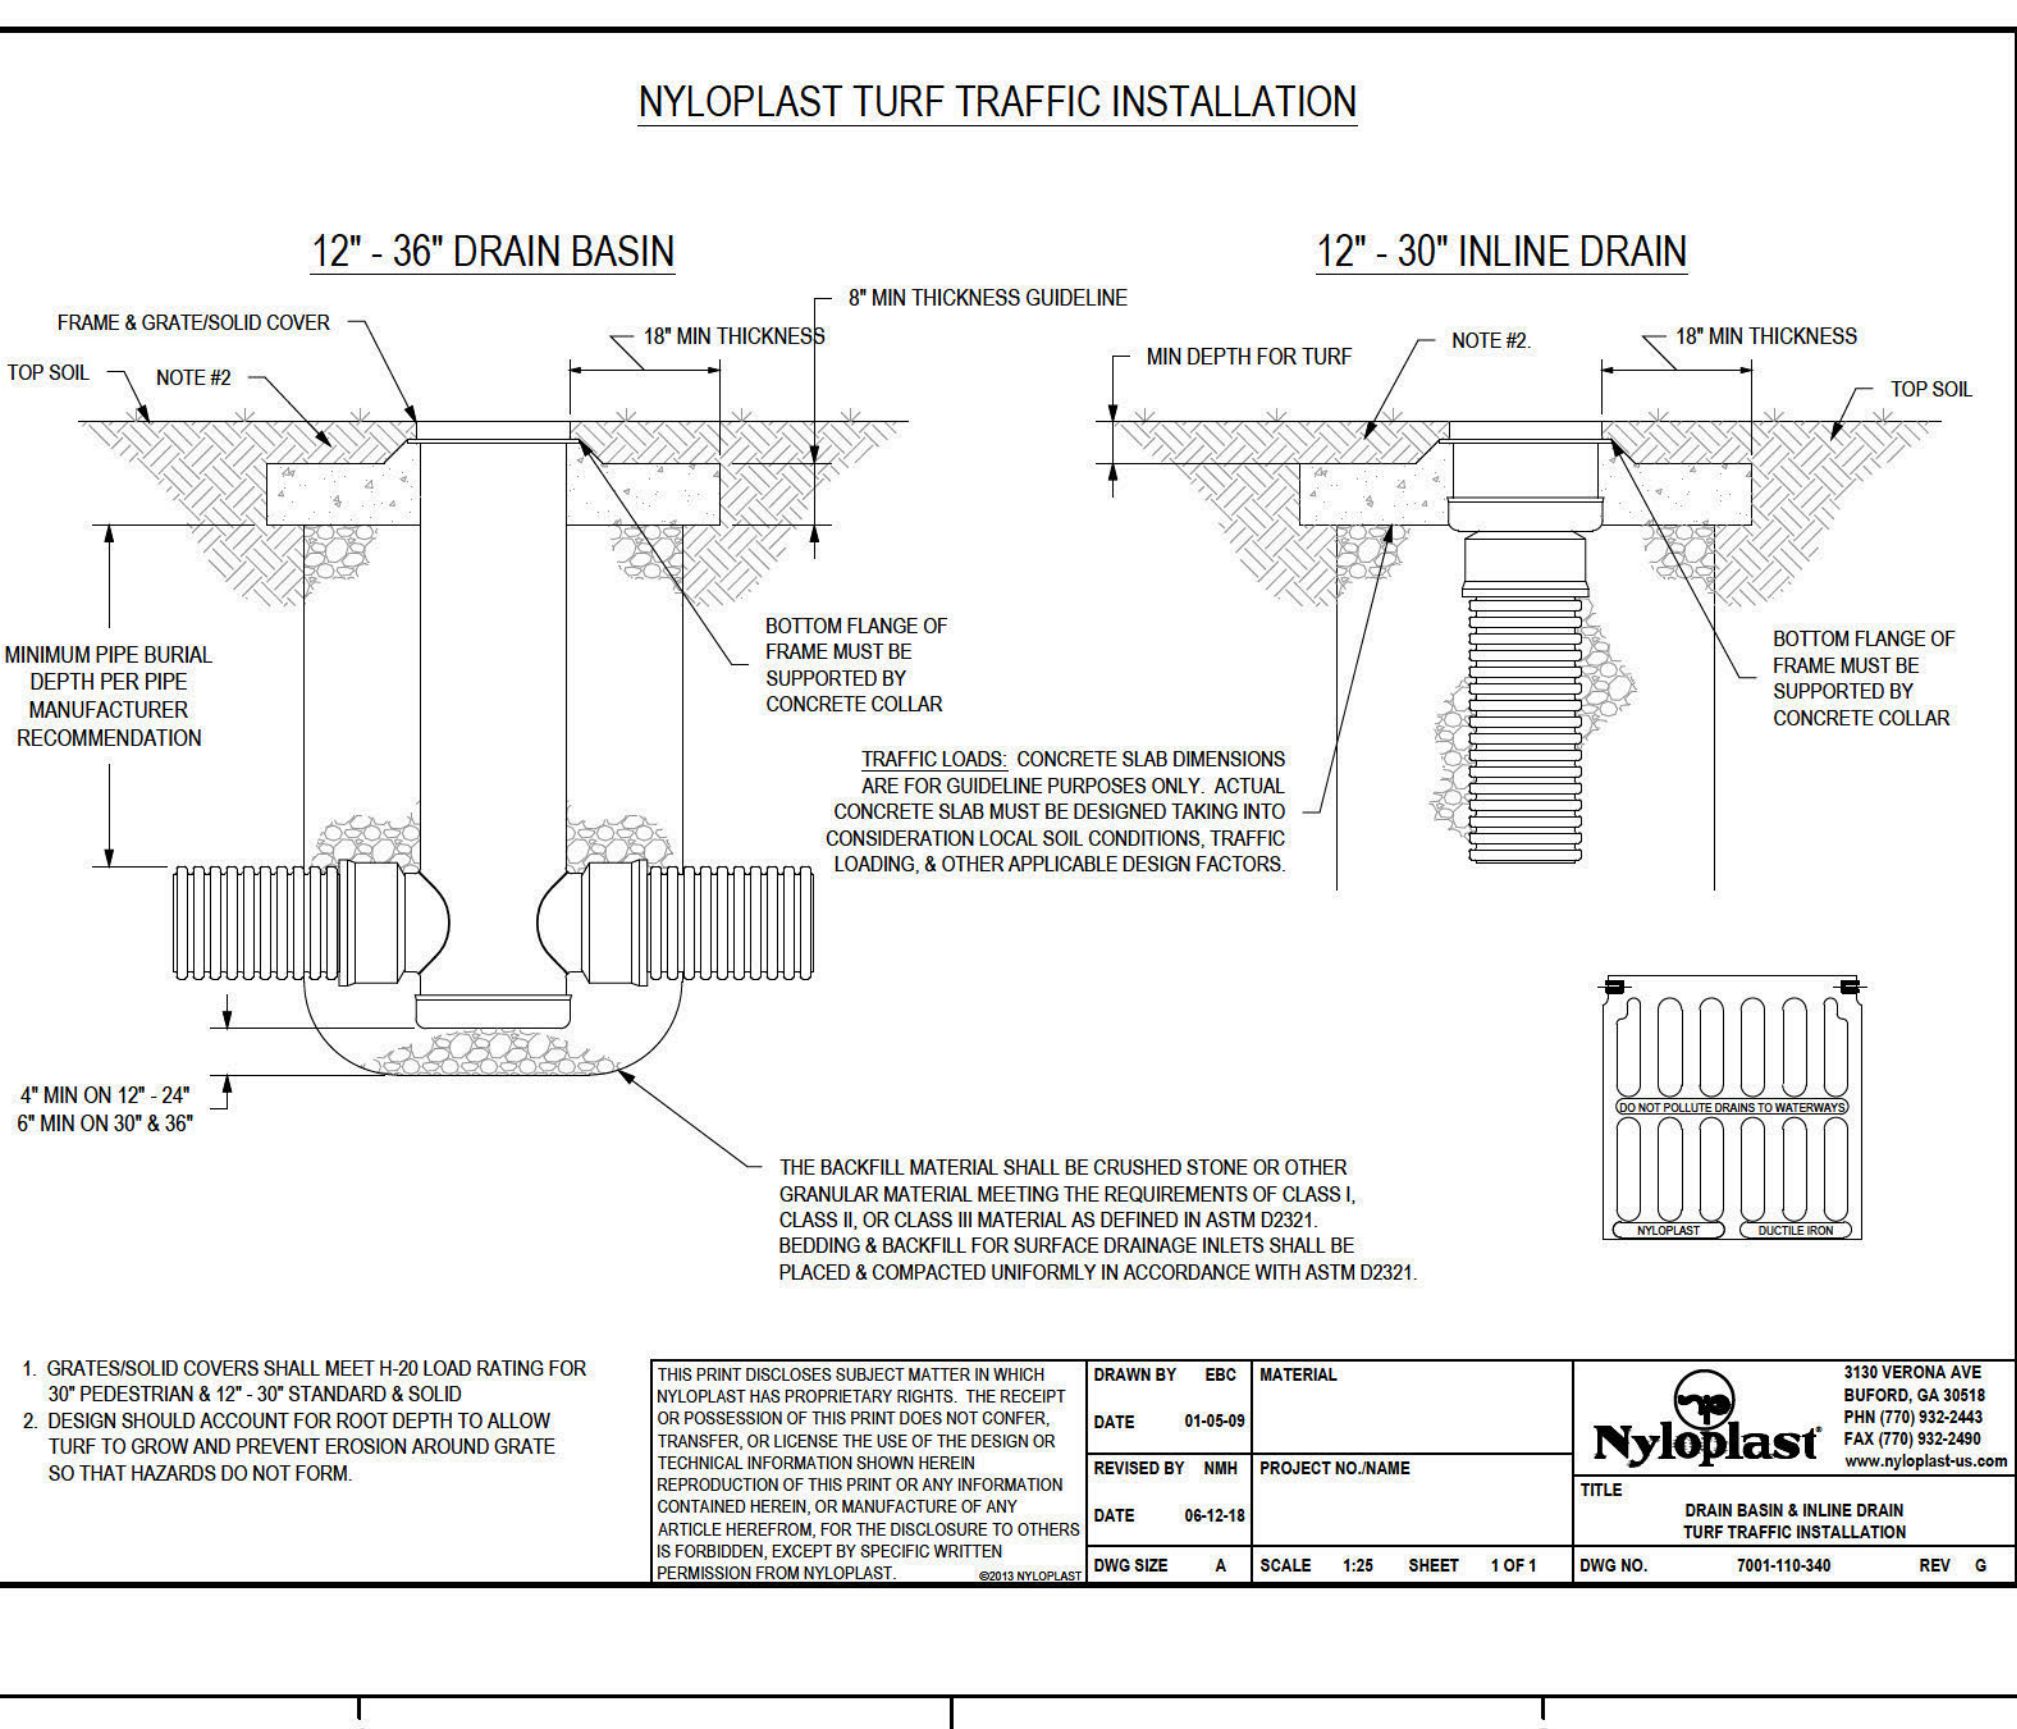 NYLOPLAST TURF TRAFFIC INSTALLATION
12" - 36" DRAIN BASIN
FRAME & GRATE/SOLID COVER
TOP SOIL
NOTE #2
18" MIN THICKNESS
8" MIN THICKNESS GUIDELINE
MINIMUM PIPE BURIAL
DEPTH PER PIPE
MANUFACTURER
RECOMMENDATION
BOTTOM FLANGE OF
FRAME MUST BE
SUPPORTED BY
CONCRETE COLLAR
4" MIN ON 12" - 24"
6" MIN ON 30" & 36"
12" - 30" INLINE DRAIN
MIN DEPTH FOR TURF
NOTE #2.
18" MIN THICKNESS
TOP SOIL
BOTTOM FLANGE OF
FRAME MUST BE
SUPPORTED BY
CONCRETE COLLAR
TRAFFIC LOADS: CONCRETE SLAB DIMENSIONS
ARE FOR GUIDELINE PURPOSES ONLY. ACTUAL
CONCRETE SLAB MUST BE DESIGNED TAKING INTO
CONSIDERATION LOCAL SOIL CONDITIONS, TRAFFIC
LOADING, & OTHER APPLICABLE DESIGN FACTORS.
DO NOT POLLUTE DRAINS TO WATERWAYS
NYLOPLAST
DUCTILE IRON
THE BACKFILL MATERIAL SHALL BE CRUSHED STONE OR OTHER
GRANULAR MATERIAL MEETING THE REQUIREMENTS OF CLASS I,
CLASS II, OR CLASS III MATERIAL AS DEFINED IN ASTM D2321.
BEDDING & BACKFILL FOR SURFACE DRAINAGE INLETS SHALL BE
PLACED & COMPACTED UNIFORMLY IN ACCORDANCE WITH ASTM D2321.
1. GRATES/SOLID COVERS SHALL MEET H-20 LOAD RATING FOR
30" PEDESTRIAN & 12" - 30" STANDARD & SOLID
2. DESIGN SHOULD ACCOUNT FOR ROOT DEPTH TO ALLOW
TURF TO GROW AND PREVENT EROSION AROUND GRATE
SO THAT HAZARDS DO NOT FORM.
THIS PRINT DISCLOSES SUBJECT MATTER IN WHICH
NYLOPLAST HAS PROPRIETARY RIGHTS. THE RECEIPT
OR POSSESSION OF THIS PRINT DOES NOT CONFER,
TRANSFER, OR LICENSE THE USE OF THE DESIGN OR
TECHNICAL INFORMATION SHOWN HEREIN
REPRODUCTION OF THIS PRINT OR ANY INFORMATION
CONTAINED HEREIN, OR MANUFACTURE OF ANY
ARTICLE HEREFROM, FOR THE DISCLOSURE TO OTHERS
IS FORBIDDEN, EXCEPT BY SPECIFIC WRITTEN
PERMISSION FROM NYLOPLAST.
©2013 NYLOPLAST
DRAWN BY EBC
DATE 01-05-09
REVISED BY NMH
DATE 06-12-18
DWG SIZE A
MATERIAL
PROJECT NO./NAME
SCALE 1:25 SHEET 1 OF 1
Nyloplast®
3130 VERONA AVE
BUFORD, GA 30518
PHN (770) 932-2443
FAX (770) 932-2490
www.nyloplast-us.com
TITLE
DRAIN BASIN & INLINE DRAIN
TURF TRAFFIC INSTALLATION
DWG NO. 7001-110-340 REV G